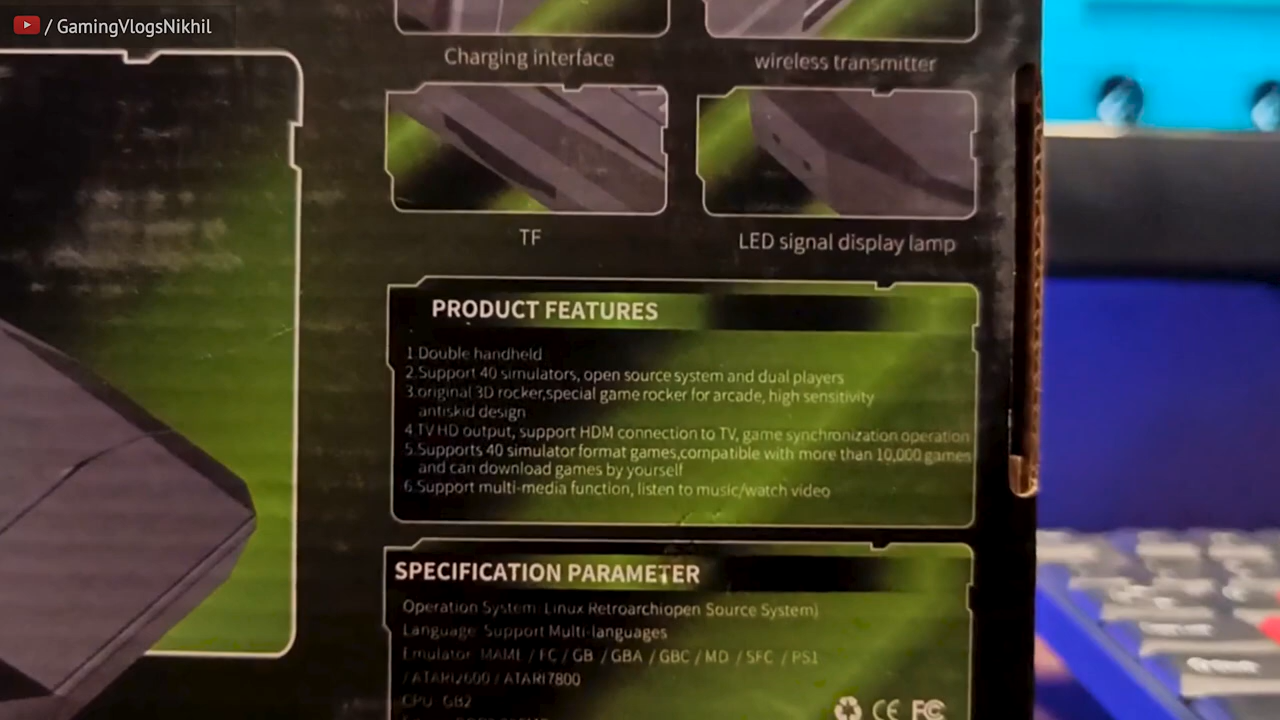 / GamingVlogsNikhil
Charging interface
wireless transmitter
TF
LED signal display lamp
PRODUCT FEATURES
1.Double handheld
2.Support 40 simulators, open source system and dual players
3.original 3D rocker,special game rocker for arcade, high sensitivity
antiskid design
4.TV HD output, support HDM connection to TV, game synchronization operation
5.Supports 40 simulator format games,compatible with more than 10,000 games
and can download games by yourself
6.Support multi-media function, listen to music/watch video
SPECIFICATION PARAMETER
Operation System: Linux Retroarchiopen Source System)
Language: Support Multi-languages
Emulator: MAME / FC / GB / GBA / GBC / MD / SFC / PS1
/ ATARI2600 / ATARI7800
CPU: GB2
CE FC